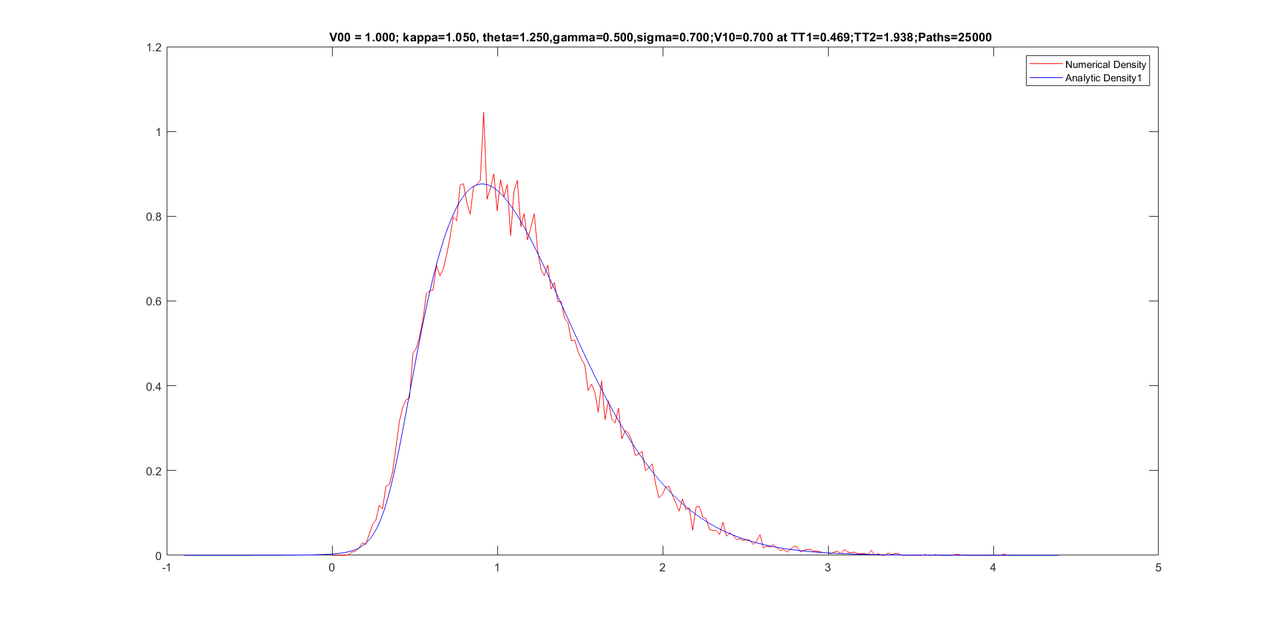 V00 = 1.000; kappa=1.050, theta=1.250,gamma=0.500,sigma=0.700;V10=0.700 at TT1=0.469;TT2=1.938;Paths=25000
Numerical Density
Analytic Density1
1.2
1
0.8
0.6
0.4
0.2
0
-1 0 1 2 3 4 5